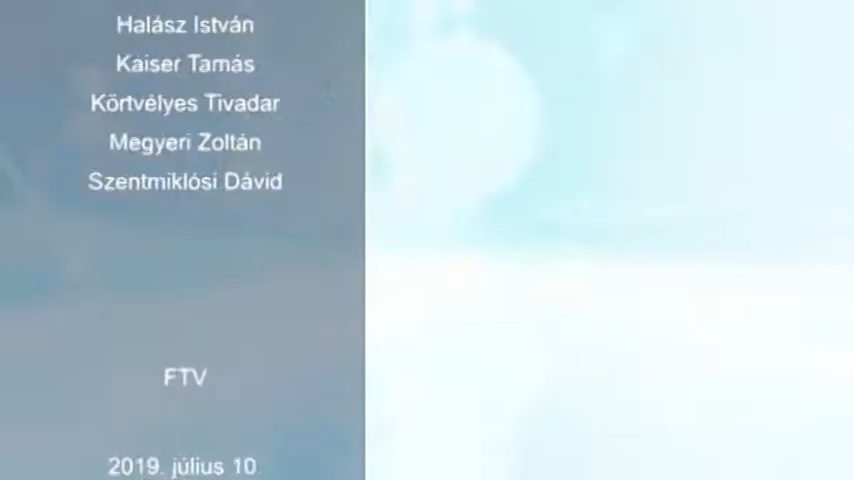 Halász István
Kaiser Tamás
Körtvélyes Tivadar
Megyeri Zoltán
Szentmiklósi Dávid
FTV
2019. július 10.